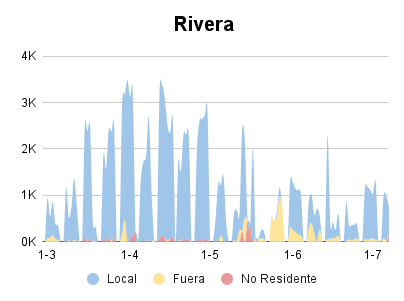 Rivera
4K
3K
2K
1K
0K
1-3 1-4 1-5 1-6 1-7
Local Fuera No Residente